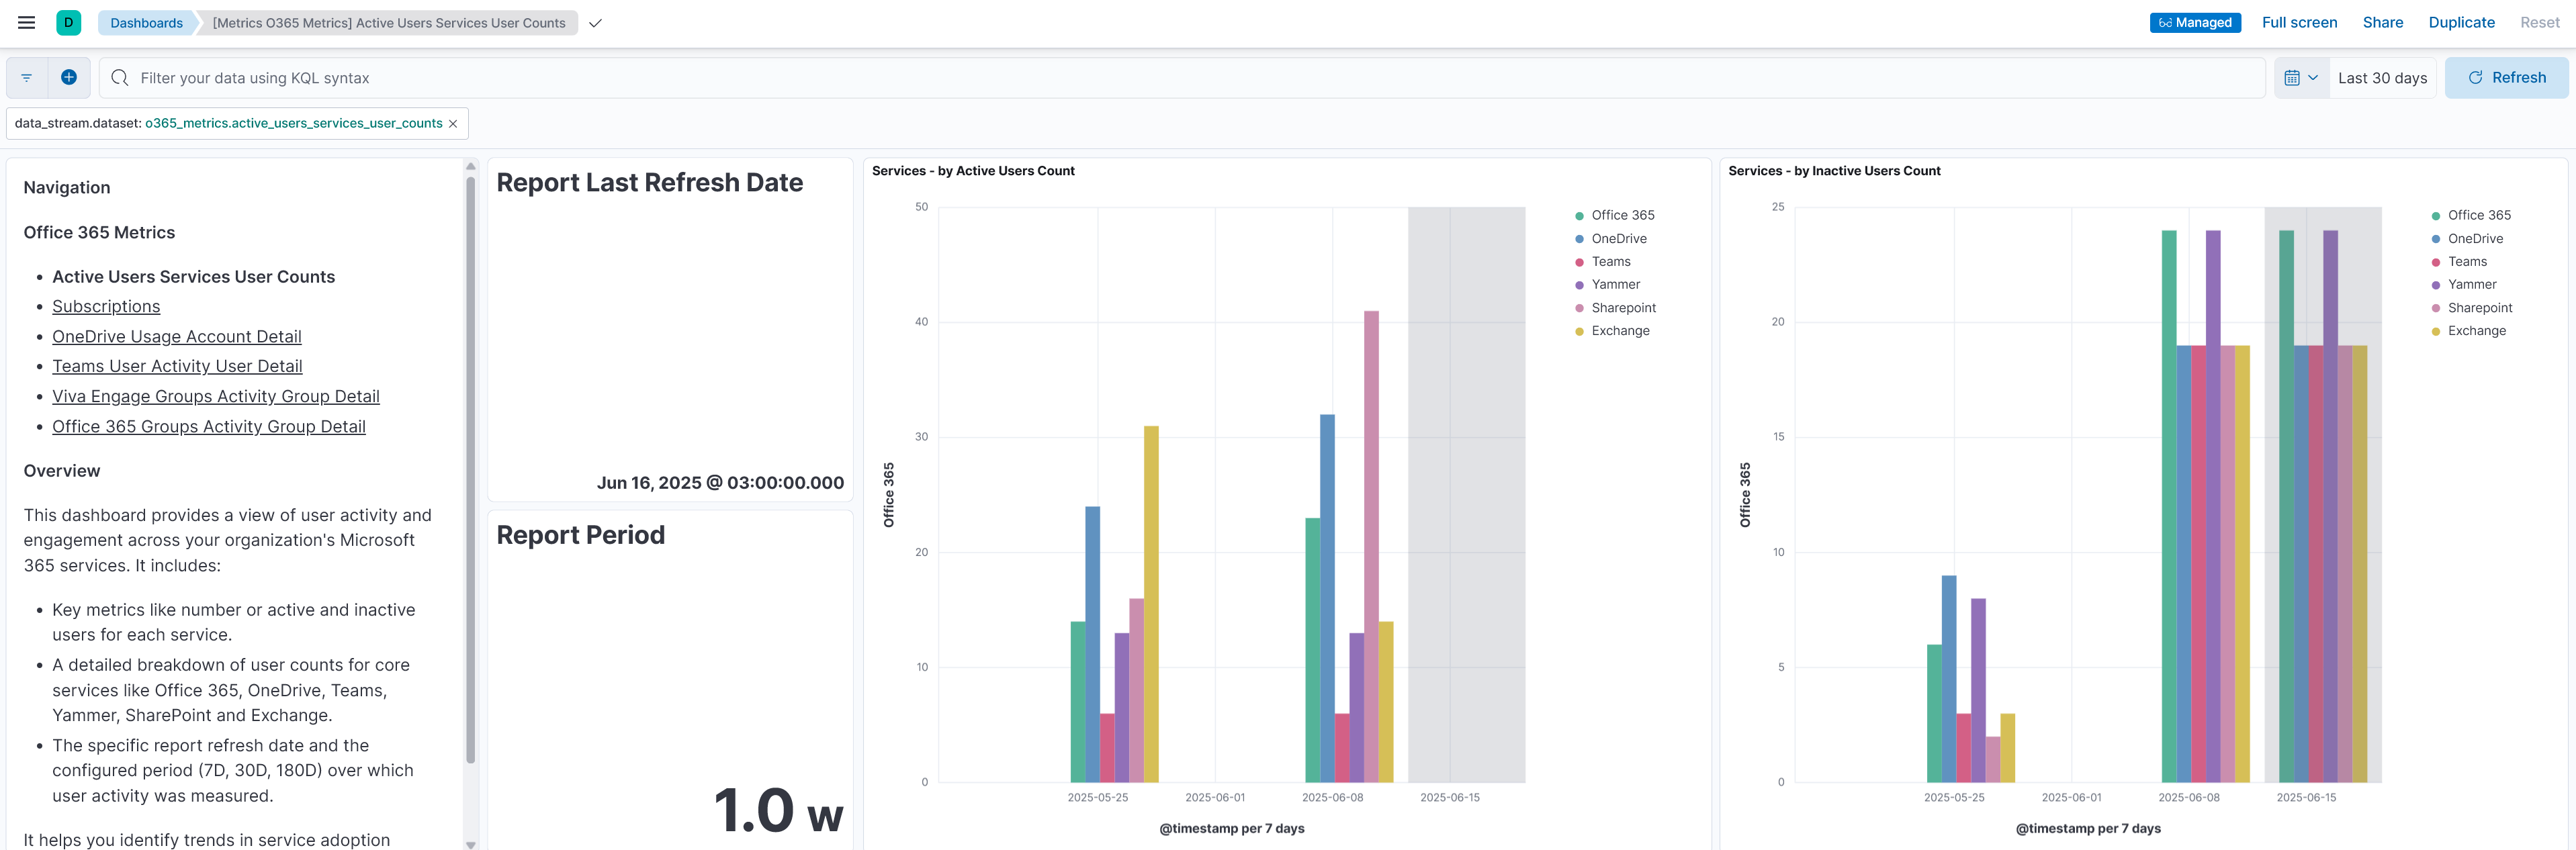 D
Dashboards
[Metrics O365 Metrics] Active Users Services User Counts
Managed
Full screen
Share
Duplicate
Reset
Filter your data using KQL syntax
Last 30 days
Refresh
data_stream.dataset: o365_metrics.active_users_services_user_counts
Navigation
Office 365 Metrics
• Active Users Services User Counts
• Subscriptions
• OneDrive Usage Account Detail
• Teams User Activity User Detail
• Viva Engage Groups Activity Group Detail
• Office 365 Groups Activity Group Detail
Overview
This dashboard provides a view of user activity and
engagement across your organization's Microsoft
365 services. It includes:
• Key metrics like number or active and inactive
users for each service.
• A detailed breakdown of user counts for core
services like Office 365, OneDrive, Teams,
Yammer, SharePoint and Exchange.
• The specific report refresh date and the
configured period (7D, 30D, 180D) over which
user activity was measured.
It helps you identify trends in service adoption
Report Last Refresh Date
Jun 16, 2025 @ 03:00:00.000
Report Period
1.0 w
Services - by Active Users Count
50
40
30
20
10
0
Office 365
2025-05-25
2025-06-01
2025-06-08
2025-06-15
@timestamp per 7 days
Office 365
OneDrive
Teams
Yammer
Sharepoint
Exchange
Services - by Inactive Users Count
25
20
15
10
5
0
Office 365
2025-05-25
2025-06-01
2025-06-08
2025-06-15
@timestamp per 7 days
Office 365
OneDrive
Teams
Yammer
Sharepoint
Exchange